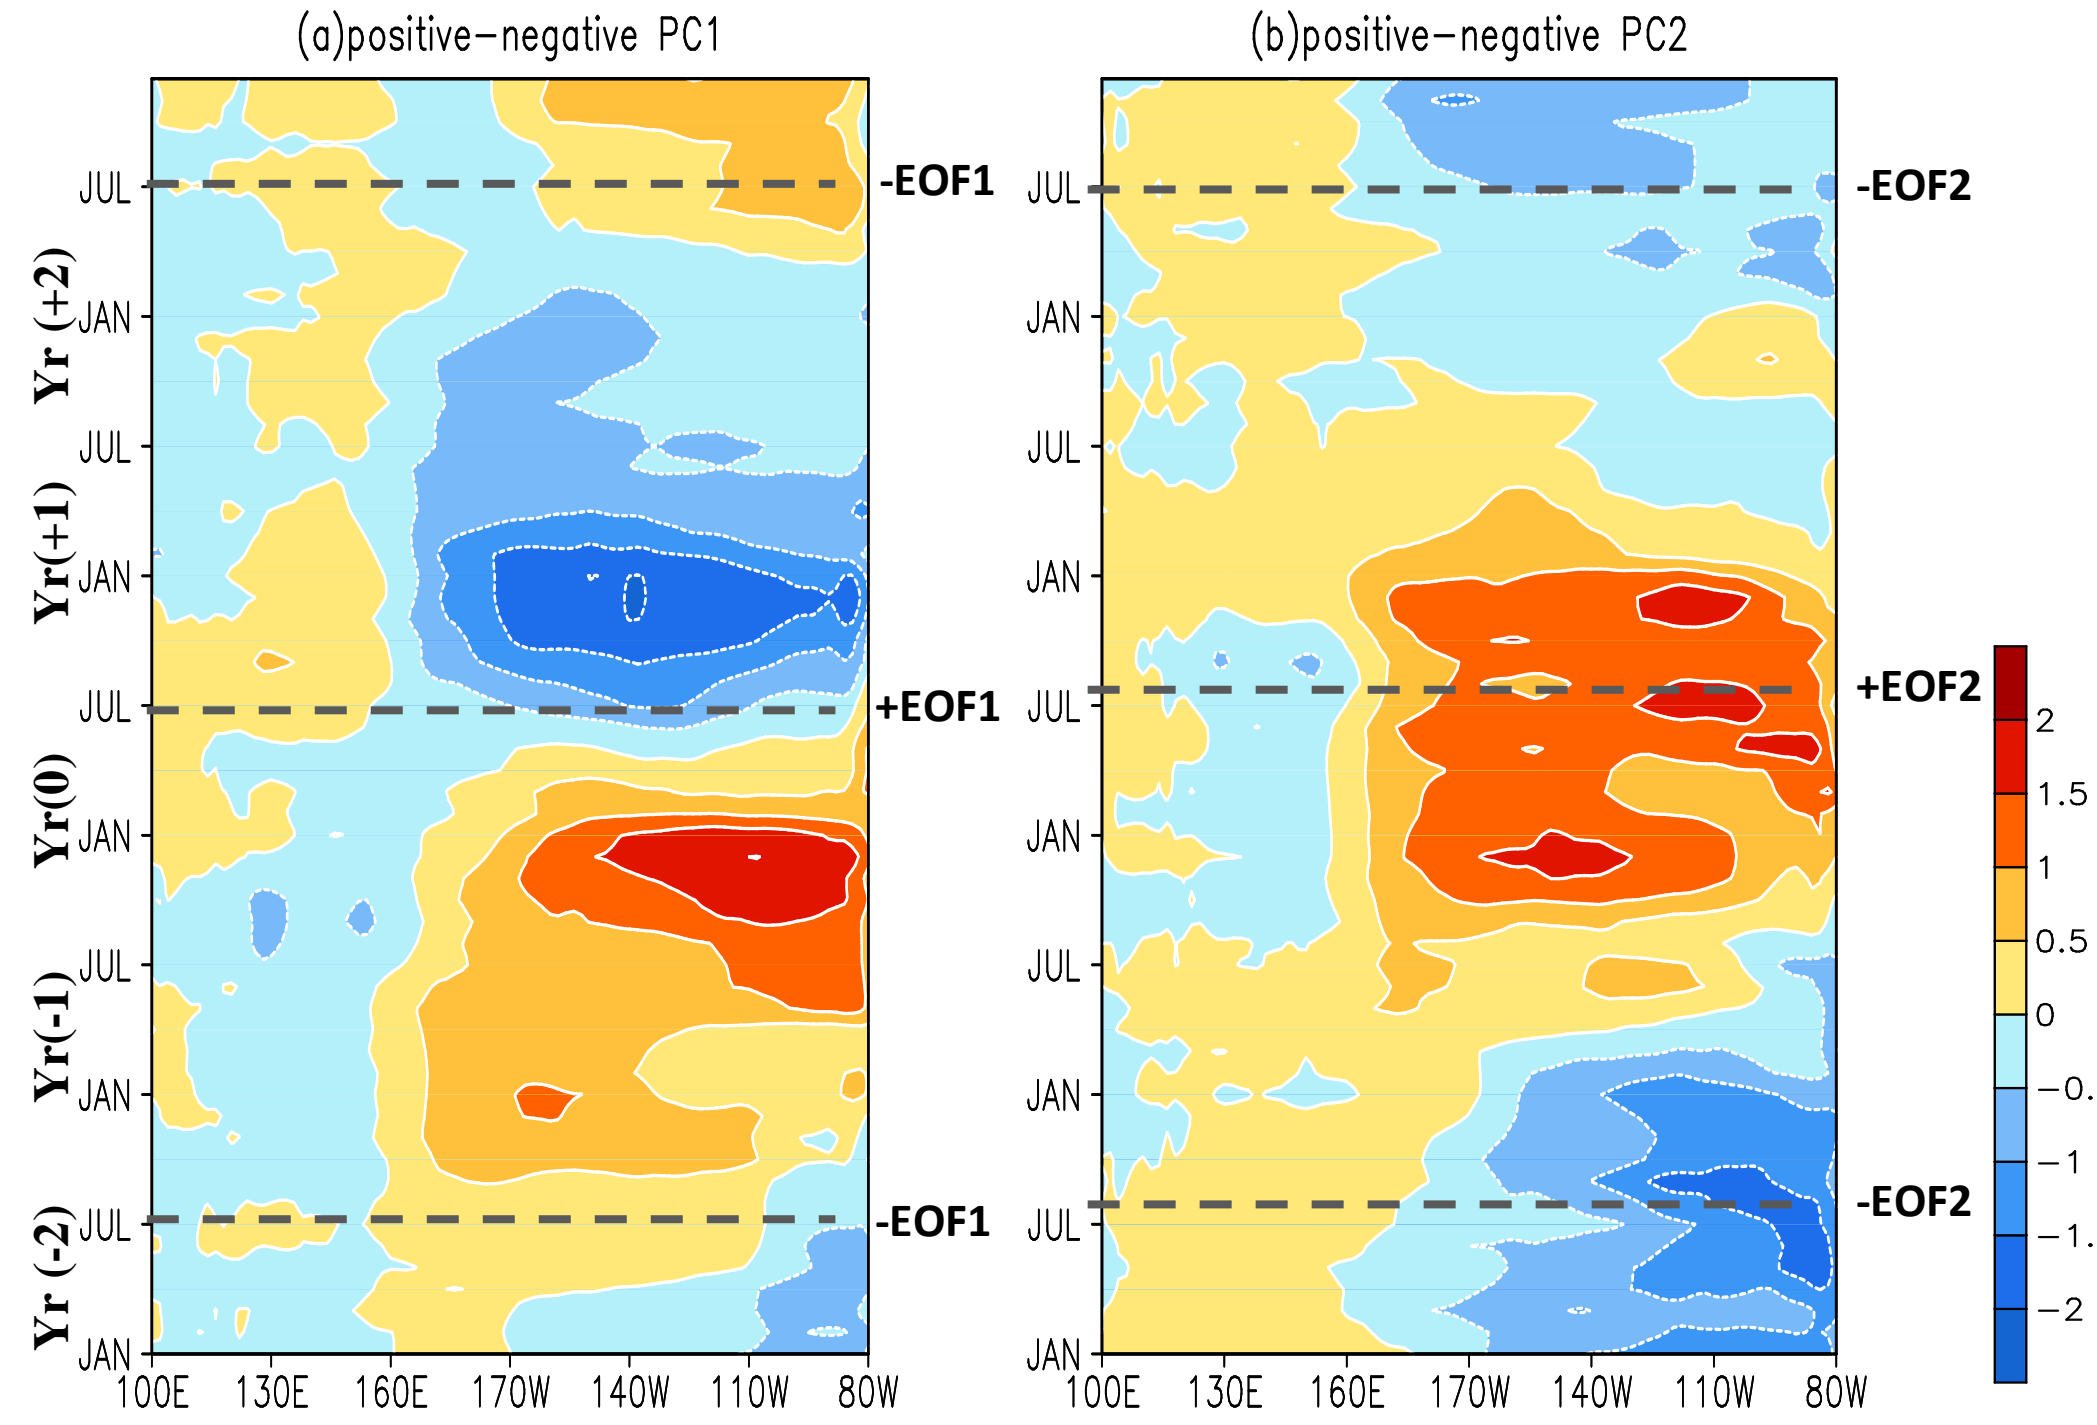 (a)positive-negative PC1
(b)positive-negative PC2
JUL
-EOF1
JAN
Yr (+2)
JUL
JAN
Yr(+1)
JUL
+EOF1
JAN
Yr(0)
JUL
JAN
Yr(-1)
JUL
-EOF1
Yr (-2)
JAN
100E 130E 160E 170W 140W 110W 80W
JUL
-EOF2
JAN
JUL
JAN
JUL
+EOF2
JAN
JUL
JAN
JUL
-EOF2
JAN
100E 130E 160E 170W 140W 110W 80W
2
1.5
1
0.5
0
-0.
-1
-1.
-2